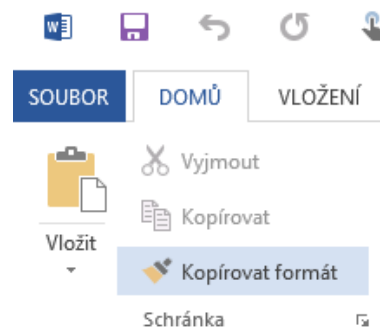 SOUBOR DOMŮ VLOŽENÍ
Vyjmout
Kopírovat
Vložit
Kopírovat formát
Schránka